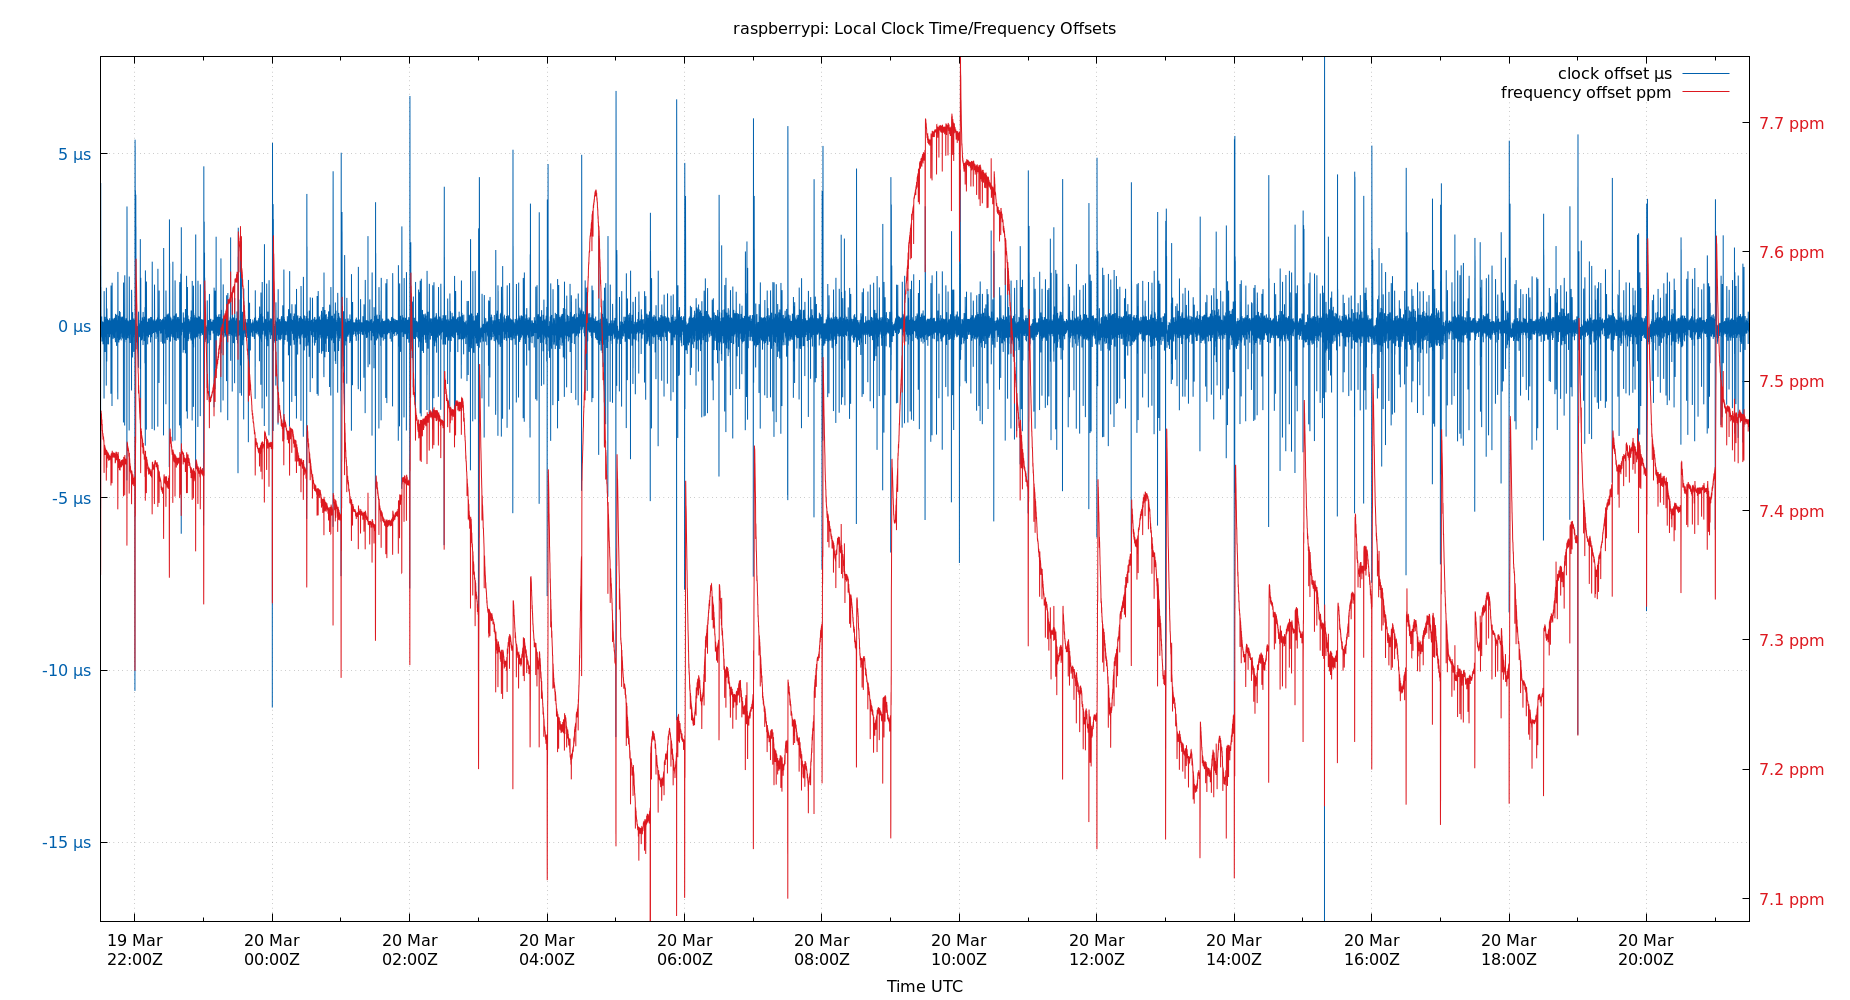 raspberrypi: Local Clock Time/Frequency Offsets
clock offset µs
frequency offset ppm
5 µs
0 µs
-5 µs
-10 µs
-15 µs
7.7 ppm
7.6 ppm
7.5 ppm
7.4 ppm
7.3 ppm
7.2 ppm
7.1 ppm
19 Mar 20 Mar 20 Mar 20 Mar 20 Mar 20 Mar 20 Mar 20 Mar 20 Mar 20 Mar 20 Mar 20 Mar
22:00Z 00:00Z 02:00Z 04:00Z 06:00Z 08:00Z 10:00Z 12:00Z 14:00Z 16:00Z 18:00Z 20:00Z
Time UTC